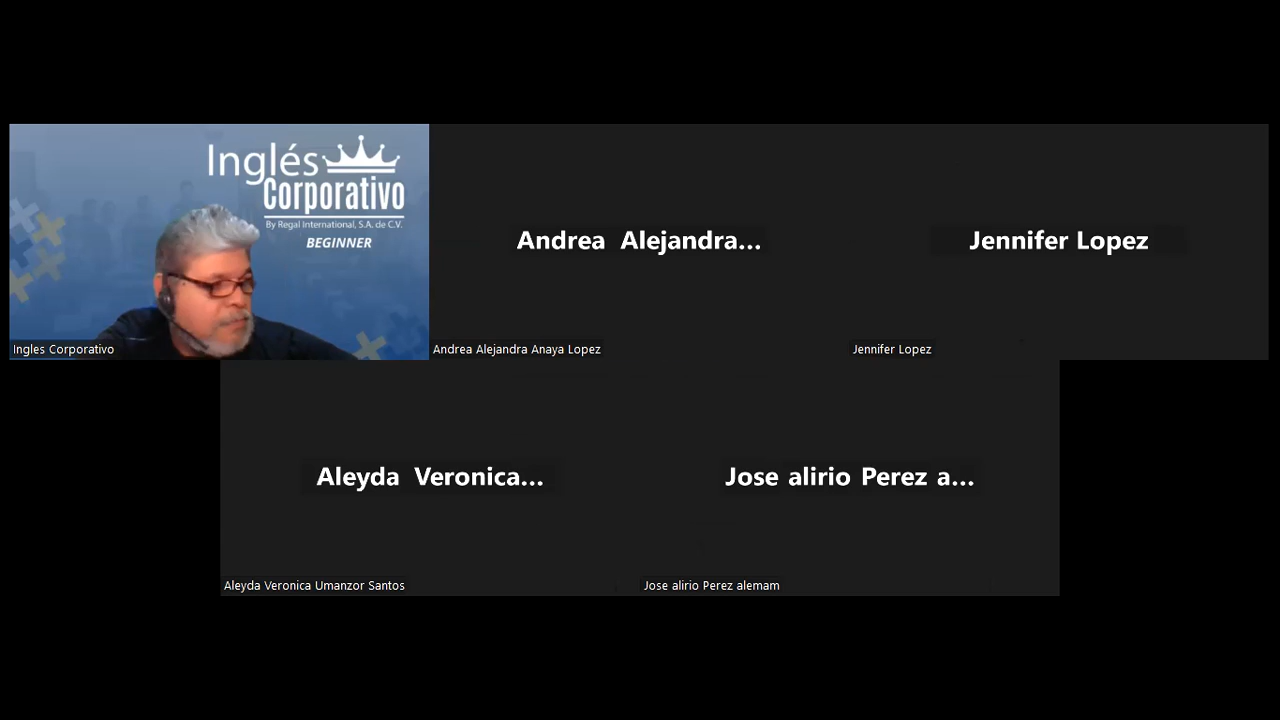 Inglés
Corporativo
By Regal International, S.A. de C.V.
BEGINNER
Ingles Corporativo
Andrea Alejandra...
Andrea Alejandra Anaya Lopez
Jennifer Lopez
Jennifer Lopez
Aleyda Veronica...
Aleyda Veronica Umanzor Santos
Jose alirio Perez a...
Jose alirio Perez alemam